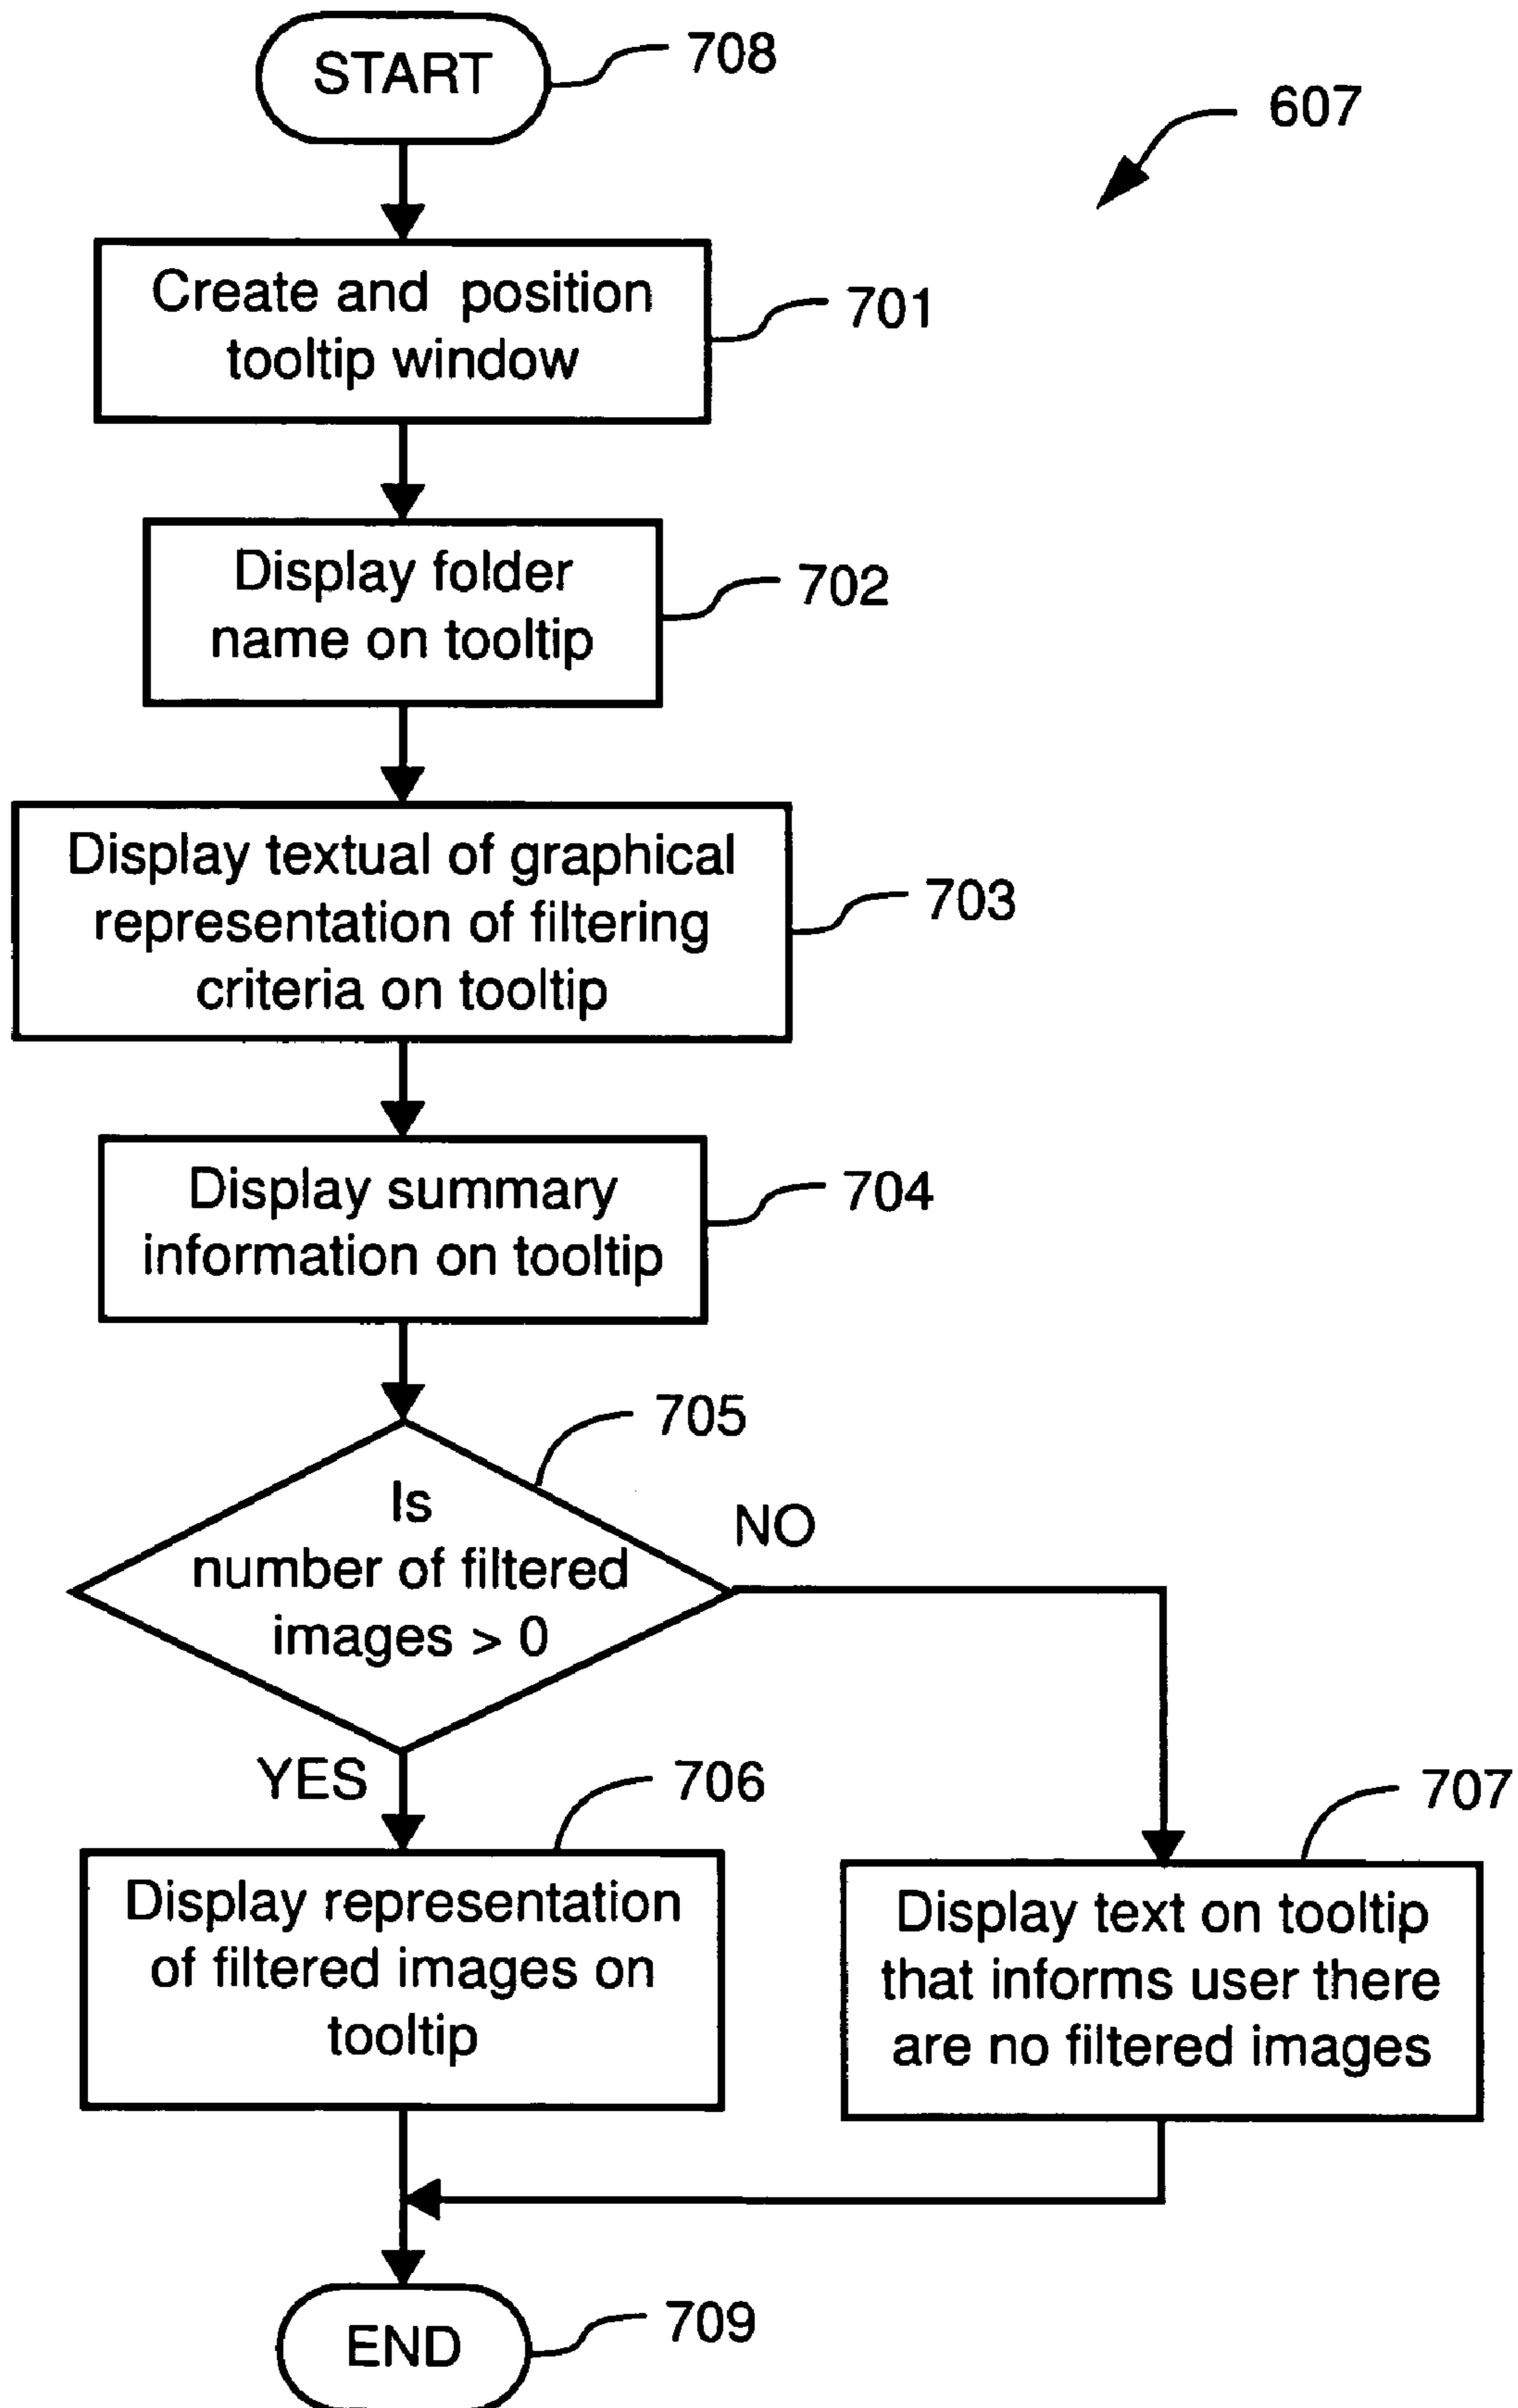 START
708
607
Create and position
tooltip window
701
Display folder
name on tooltip
702
Display textual of graphical
representation of filtering
criteria on tooltip
703
Display summary
information on tooltip
704
705
Is
number of filtered
images > 0
NO
YES
706
707
Display representation
of filtered images on
tooltip
Display text on tooltip
that informs user there
are no filtered images
END
709